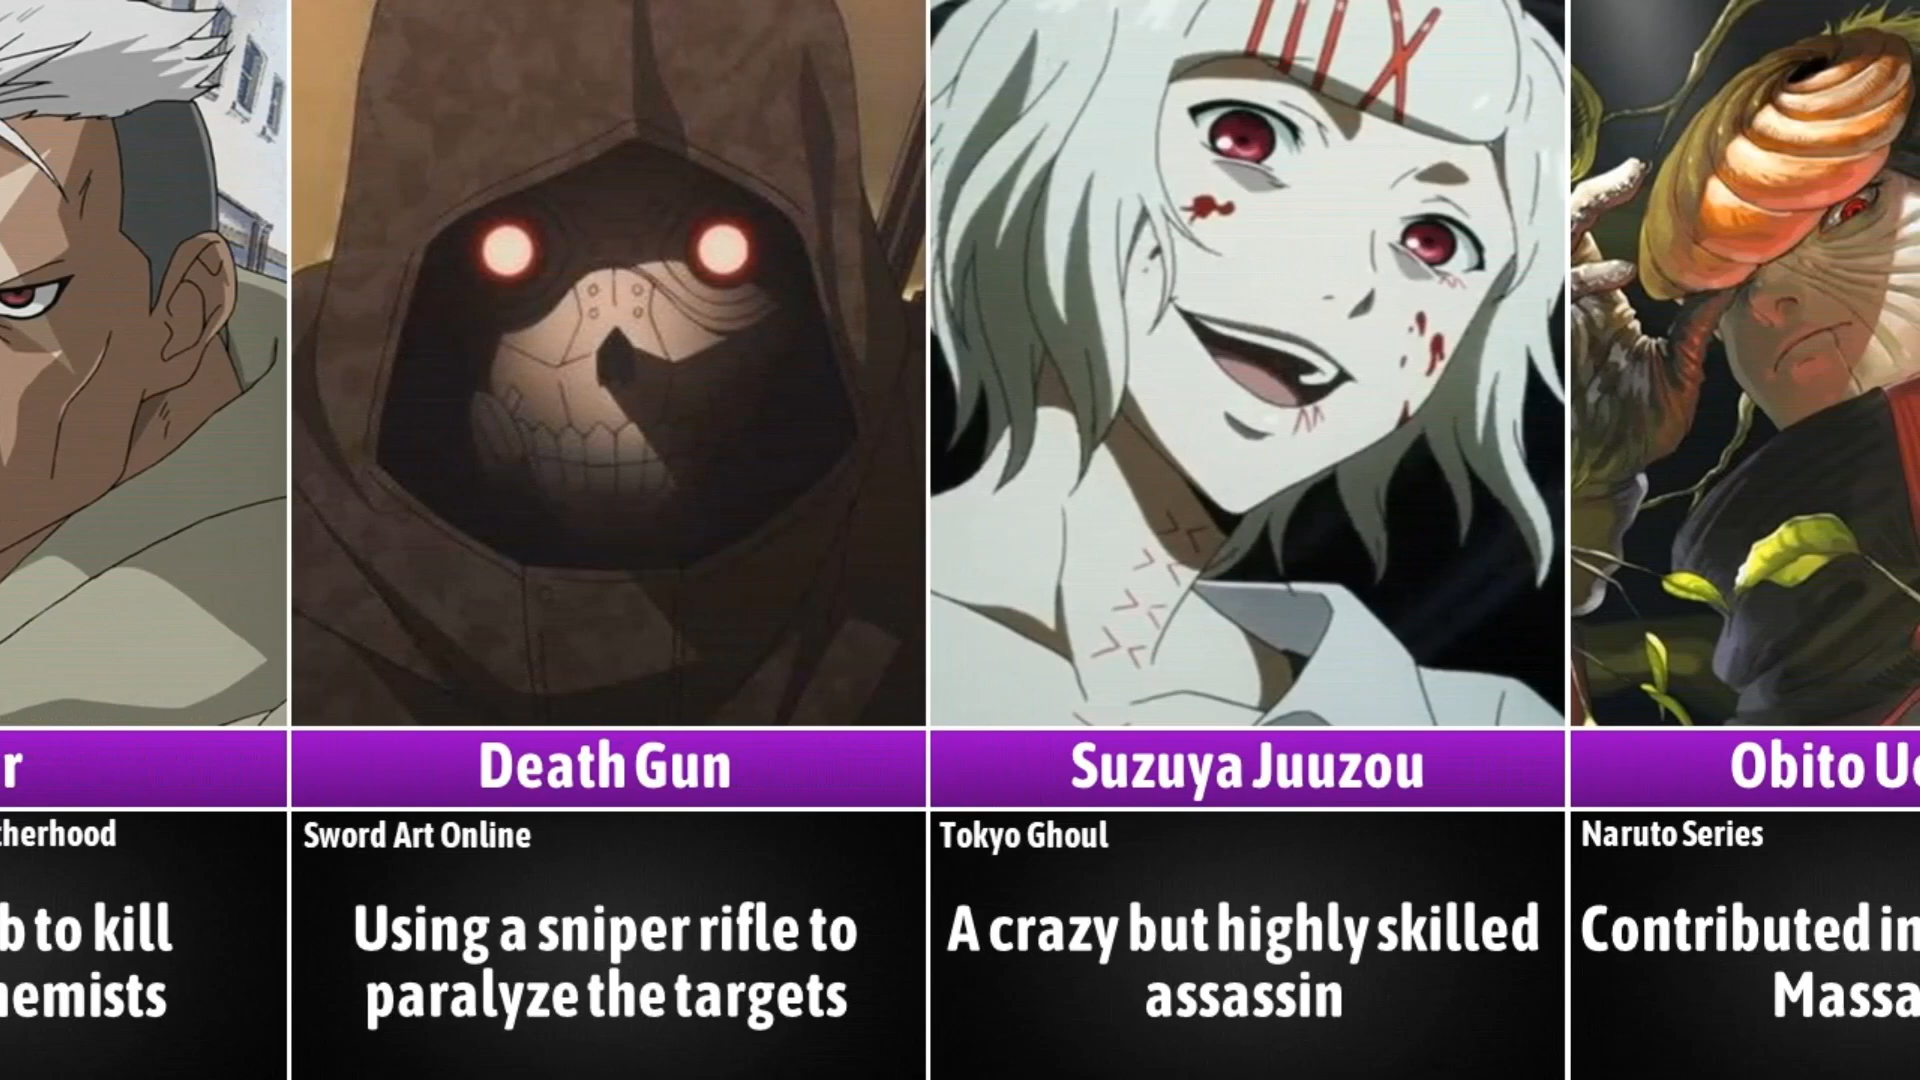 r
Death Gun
Suzuya Juuzou
Obito Uc
therhood
Sword Art Online
Tokyo Ghoul
Naruto Series
b to kill
hemists
Using a sniper rifle to
paralyze the targets
A crazy but highly skilled
assassin
Contributed in
Massa